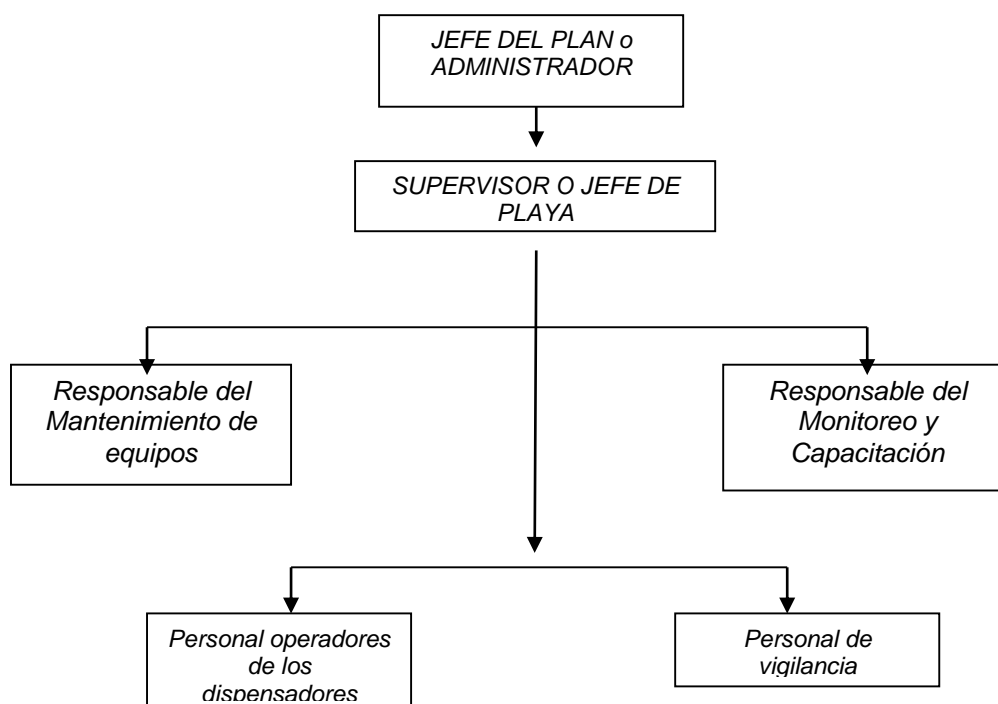 JEFE DEL PLAN o
ADMINISTRADOR
SUPERVISOR O JEFE DE
PLAYA
Responsable del
Mantenimiento de
equipos
Responsable del
Monitoreo y
Capacitación
Personal operadores
de los
dispensadores
Personal de
vigilancia